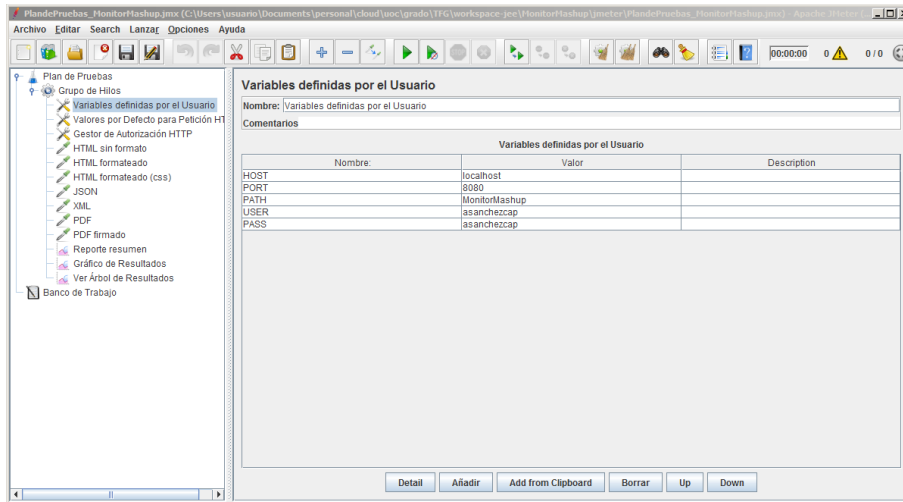 PlandePruebas_MonitorMashup.jmx (C:\Users\usuario\Documents\personal\cloud\uoc\grado\TFG\workspace-jee\MonitorMashup\jmeter\PlandePruebas_MonitorMashup.jmx) - Apache JMeter (
Archivo Editar Search Lanzar Opciones Ayuda
00:00:00 0 0 / 0
Plan de Pruebas
Grupo de Hilos
Variables definidas por el Usuario
Valores por Defecto para Petición HT
Gestor de Autorización HTTP
HTML sin formato
HTML formateado
HTML formateado (css)
JSON
XML
PDF
PDF firmado
Reporte resumen
Gráfico de Resultados
Ver Árbol de Resultados
Banco de Trabajo
Variables definidas por el Usuario
Nombre: Variables definidas por el Usuario
Comentarios
Variables definidas por el Usuario
Nombre: Valor Description
HOST localhost
PORT 8080
PATH MonitorMashup
USER asanchezcap
PASS asanchezcap
Detail Añadir Add from Clipboard Borrar Up Down